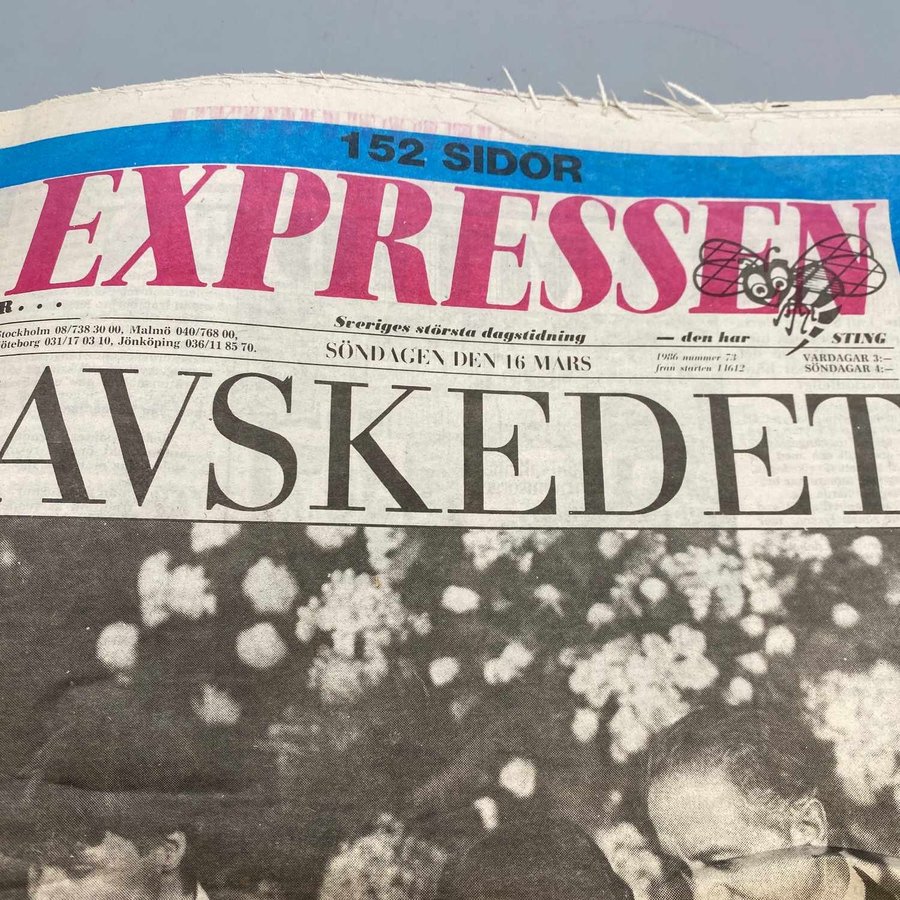 152 SIDOR
EXPRESSEN
R...
Stockholm 08/738 30 00, Malmö 040/768 00,
Göteborg 031/17 03 10, Jönköping 036/11 85 70.
Sveriges största dagstidning — den har STING
SÖNDAGEN DEN 16 MARS
1986 nummer 73
från starten 14642
VARDAGAR 3:–
SÖNDAGAR 4:–
AVSKEDET